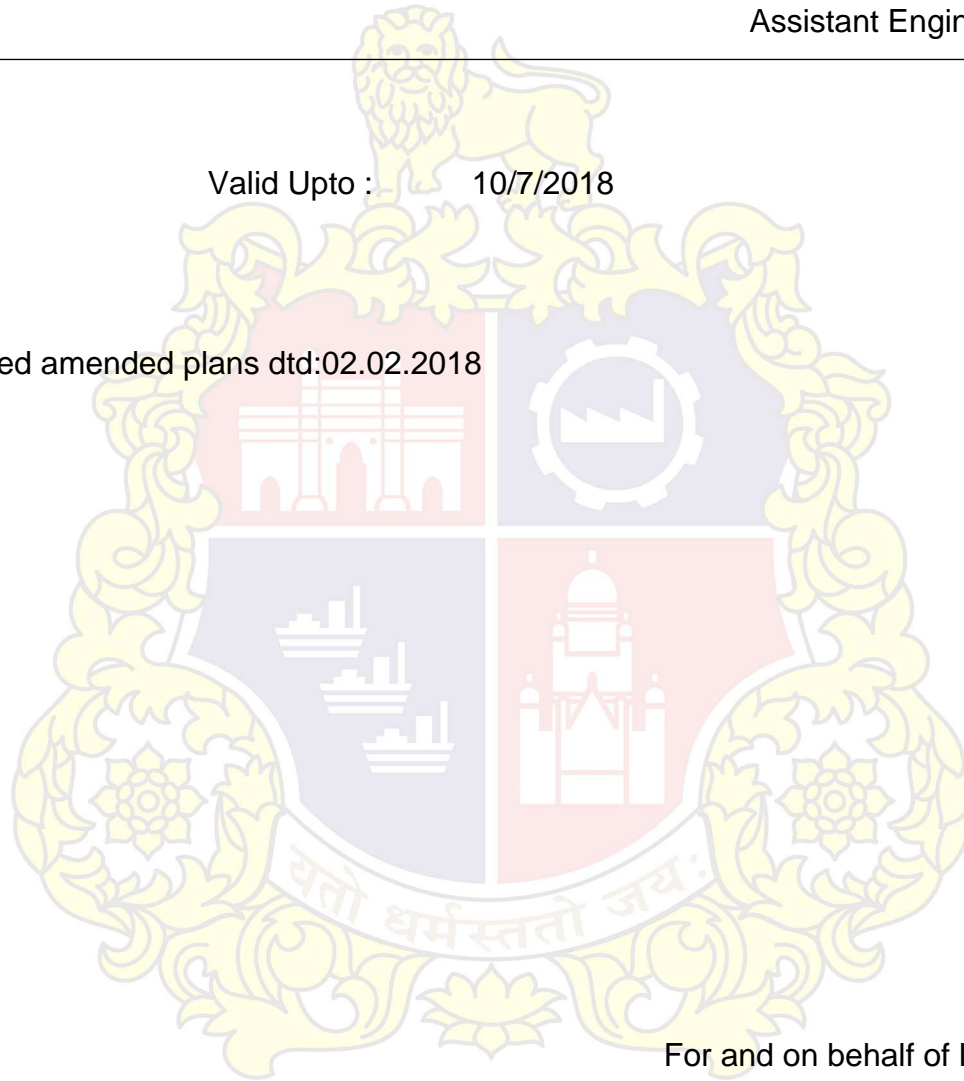 Assistant Engin
Valid Upto : 10/7/2018
ed amended plans dtd:02.02.2018
यतो धर्मस्ततो जय:
For and on behalf of